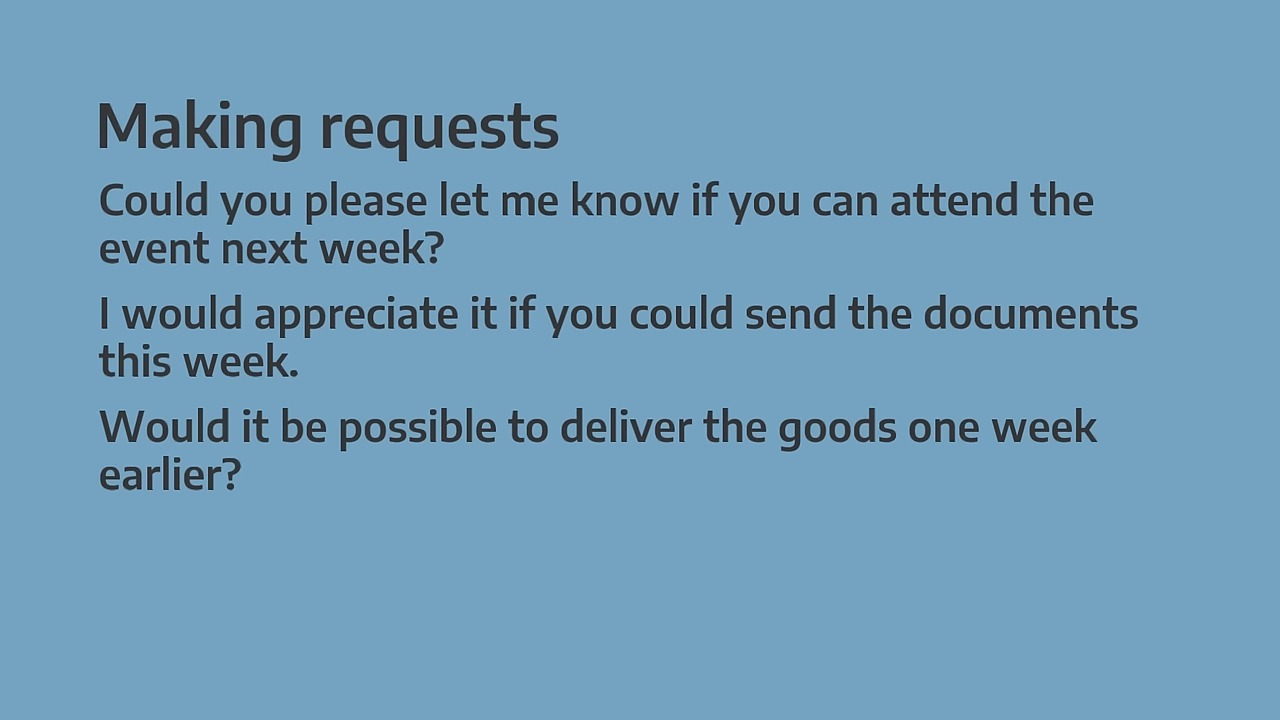 Making requests
Could you please let me know if you can attend the
event next week?
I would appreciate it if you could send the documents
this week.
Would it be possible to deliver the goods one week
earlier?